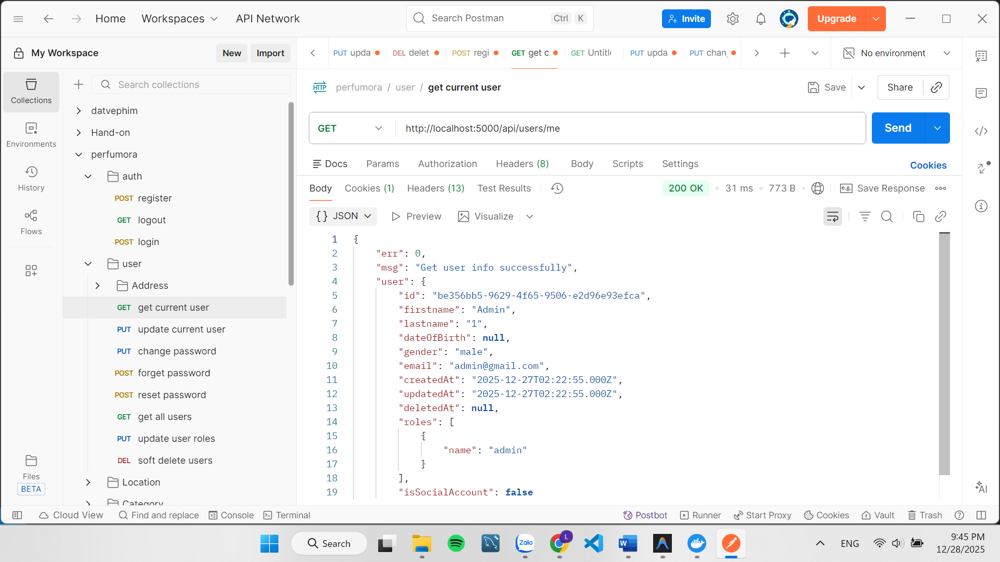 Home
Workspaces
API Network
Search Postman
Ctrl
K
Invite
Upgrade
My Workspace
New
Import
PUT upda
DEL delet
POST regi
GET get c
GET Untitle
PUT upda
PUT chan
No environment
Collections
Environments
History
Flows
Files
BETA
Search collections
datvephim
Hand-on
perfumora
auth
POST register
GET logout
POST login
user
Address
GET get current user
PUT update current user
PUT change password
POST forget password
POST reset password
GET get all users
PUT update user roles
DEL soft delete users
Location
Category
HTTP perfumora / user / get current user
Save
Share
GET
http://localhost:5000/api/users/me
Send
Docs
Params
Authorization
Headers (8)
Body
Scripts
Settings
Cookies
Body
Cookies (1)
Headers (13)
Test Results
200 OK
31 ms
773 B
e.g. Save Response
{} JSON
Preview
Visualize
1 {
2 "err": 0,
3 "msg": "Get user info successfully",
4 "user": {
5 "id": "be356bb5-9629-4f65-9506-e2d96e93efca",
6 "firstname": "Admin",
7 "lastname": "1",
8 "dateOfBirth": null,
9 "gender": "male",
10 "email": "admin@gmail.com",
11 "createdAt": "2025-12-27T02:22:55.000Z",
12 "updatedAt": "2025-12-27T02:22:55.000Z",
13 "deletedAt": null,
14 "roles": [
15 {
16 "name": "admin"
17 }
18 ],
19 "isSocialAccount": false
AI
Cloud View
Find and replace
Console
Terminal
Postbot
Runner
Start Proxy
Cookies
Vault
Trash
Search
Zalo
L
W
ENG
9:45 PM
12/28/2025